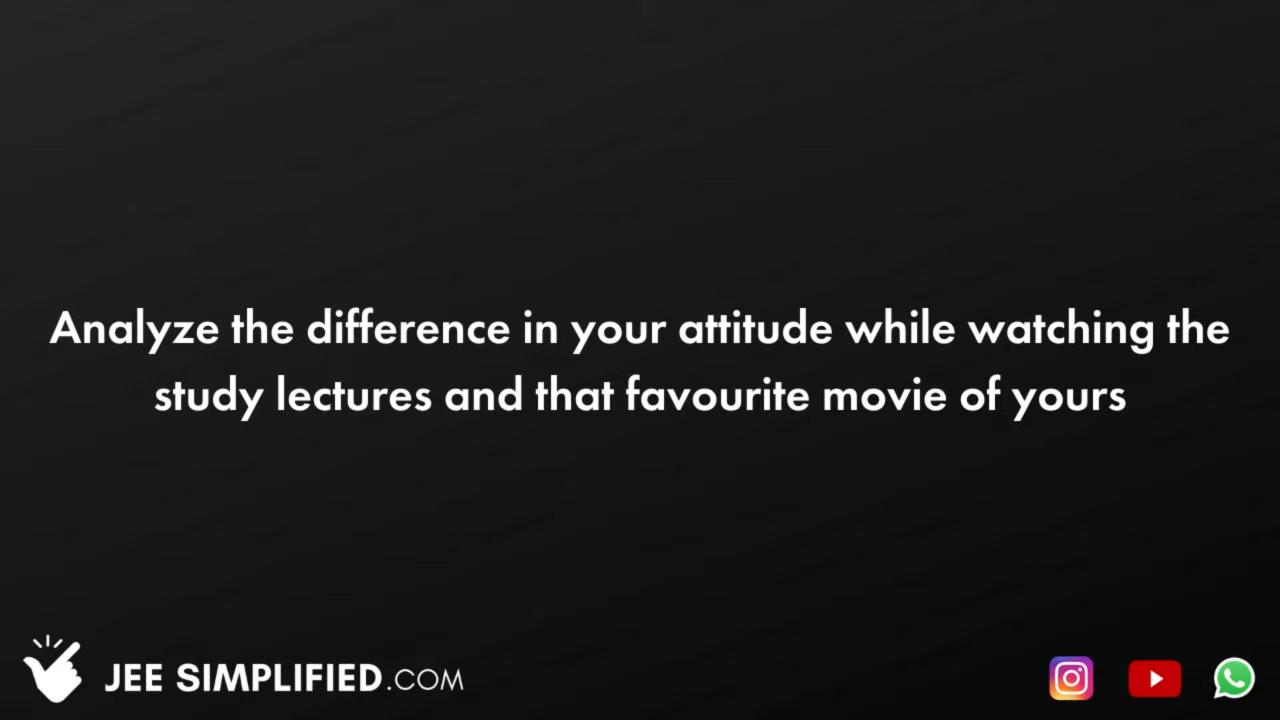 Analyze the difference in your attitude while watching the
study lectures and that favourite movie of yours
JEE SIMPLIFIED.COM